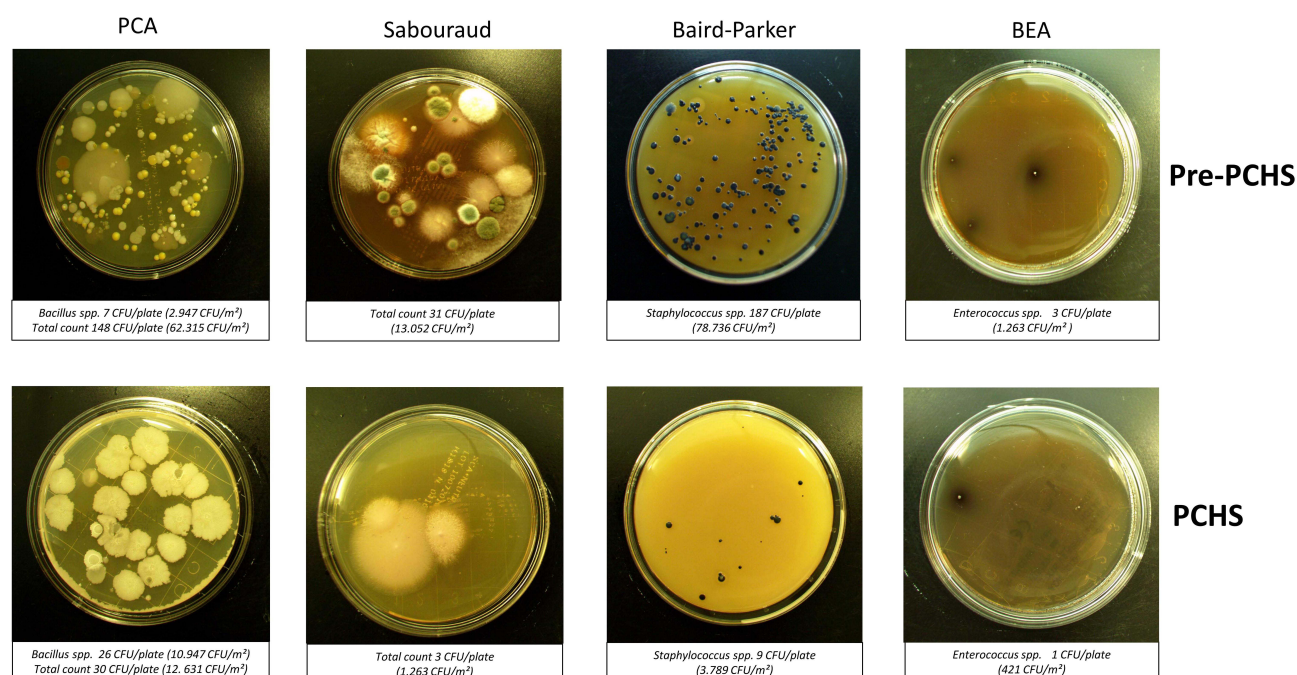 PCA
Sabouraud
Baird-Parker
BEA
Pre-PCHS
Bacillus spp. 7 CFU/plate (2.947 CFU/m²)
Total count 148 CFU/plate (62.315 CFU/m²)
Total count 31 CFU/plate
(13.052 CFU/m²)
Staphylococcus spp. 187 CFU/plate
(78.736 CFU/m²)
Enterococcus spp. 3 CFU/plate
(1.263 CFU/m² )
PCHS
Bacillus spp. 26 CFU/plate (10.947 CFU/m²)
Total count 30 CFU/plate (12. 631 CFU/m²)
Total count 3 CFU/plate
(1.263 CFU/m²)
Staphylococcus spp. 9 CFU/plate
(3.789 CFU/m²)
Enterococcus spp. 1 CFU/plate
(421 CFU/m²)